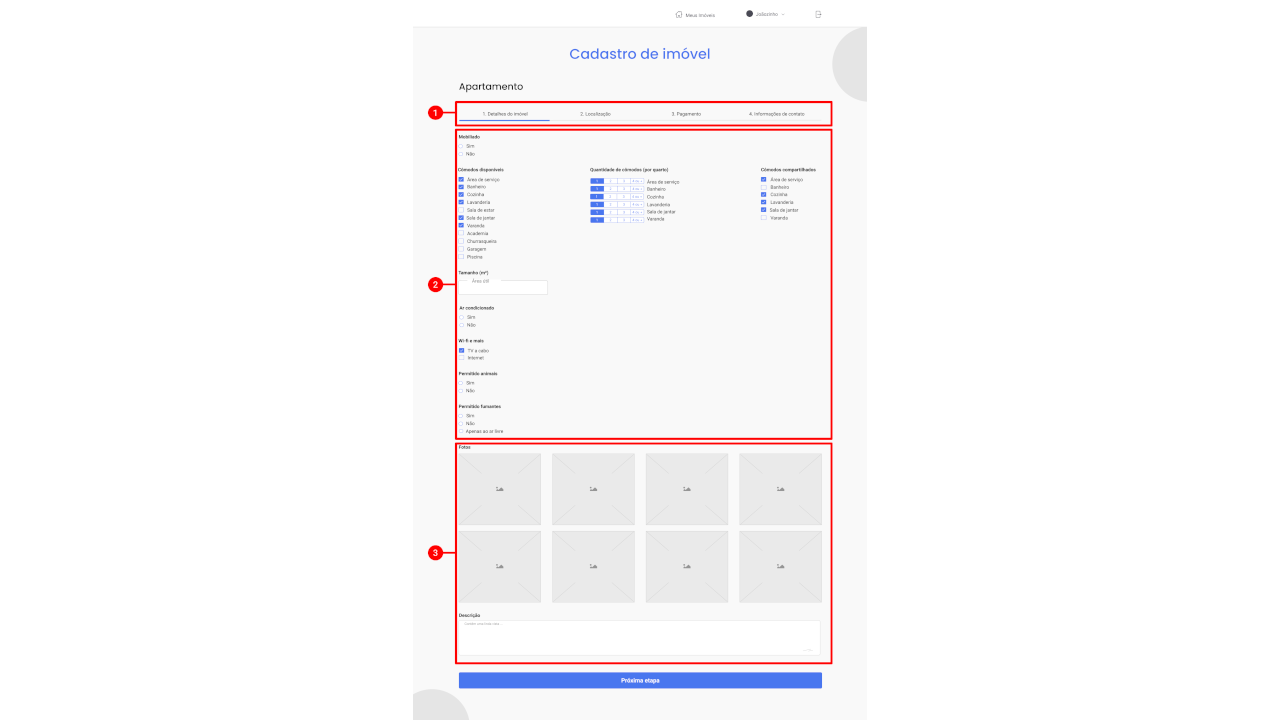 Meus imóveis
Cadastro de imóvel
Apartamento
1
1. Detalhes do imóvel
2. Localização
3. Pagamento
4. Informações de contato
Mobiliado
Sim
Não
Cômodos disponíveis
Área de serviço
Banheiro
Cozinha
Lavanderia
Sala de estar
Sala de jantar
Varanda
Academia
Churrasqueira
Garagem
Piscina
Quantidade de cômodos (por quarto)
Área de serviço
Banheiro
Cozinha
Lavanderia
Sala de jantar
Varanda
Cômodos compartilhados
Área de serviço
Banheiro
Cozinha
Lavanderia
Sala de jantar
Varanda
2
Tamanho (m²)
Área útil
Ar condicionado
Sim
Não
Wi-fi e mais
TV a cabo
Internet
Permitido animais
Sim
Não
Permitido fumantes
Sim
Não
Apenas ao ar livre
3
Fotos
Descrição
Próxima etapa